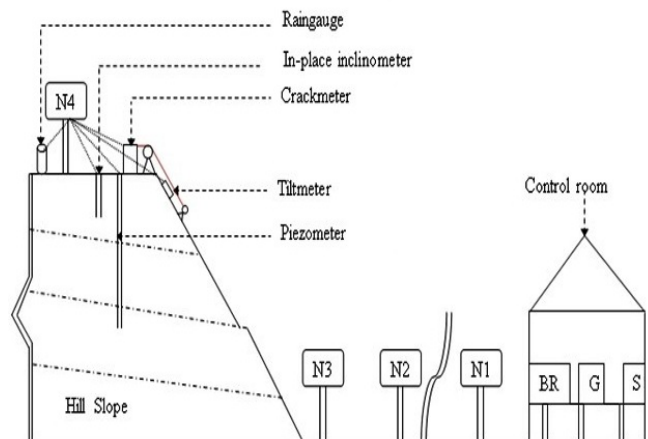 Raingauge
In-place inclinometer
Crackmeter
N4
Tiltmeter
Control room
Piezometer
N3
N2
N1
BR
G
S
Hill Slope